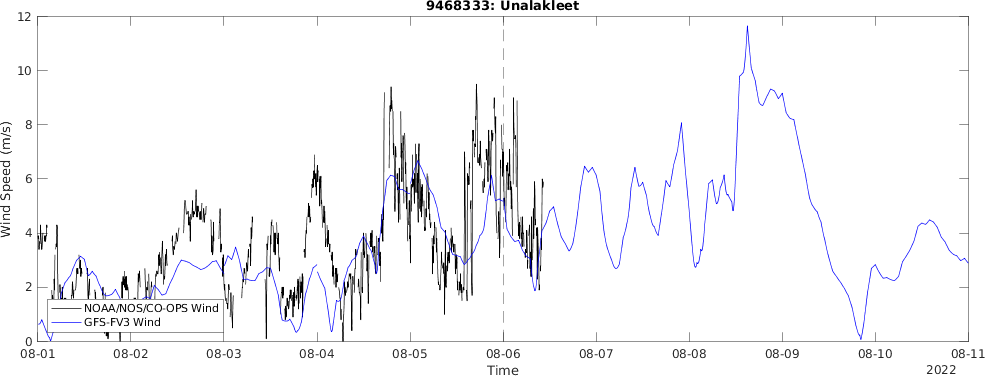 9468333: Unalakleet
Wind Speed (m/s)
12
10
8
6
4
2
0
NOAA/NOS/CO-OPS Wind
GFS-FV3 Wind
08-01 08-02 08-03 08-04 08-05 08-06 08-07 08-08 08-09 08-10 08-11
Time
2022